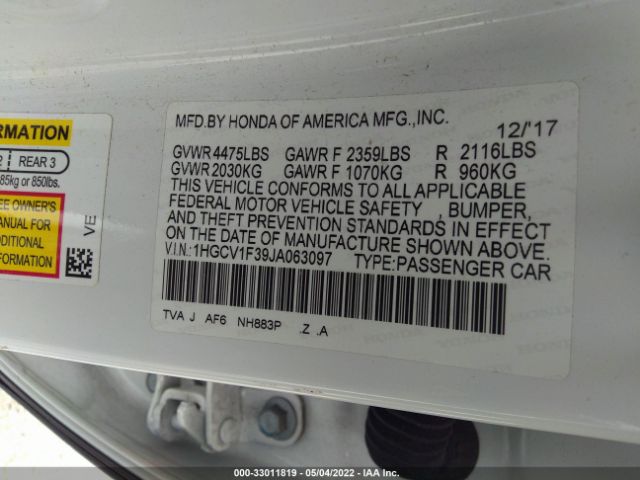 MFD.BY HONDA OF AMERICA MFG.,INC.
12/'17
GVWR 4475LBS GAWR F 2359LBS R 2116LBS
GVWR 2030KG GAWR F 1070KG R 960KG
THIS VEHICLE CONFORMS TO ALL APPLICABLE
FEDERAL MOTOR VEHICLE SAFETY , BUMPER,
AND THEFT PREVENTION STANDARDS IN EFFECT
ON THE DATE OF MANUFACTURE SHOWN ABOVE.
V.I.N.:1HGCV1F39JA063097 TYPE:PASSENGER CAR
TVA J AF6 NH883P .Z .A
RMATION
2 REAR 3
85kg or 850lbs.
EE OWNER'S
ANUAL FOR
DDITIONAL
FORMATION
VE
000-33011819 - 05/04/2022 - IAA Inc.